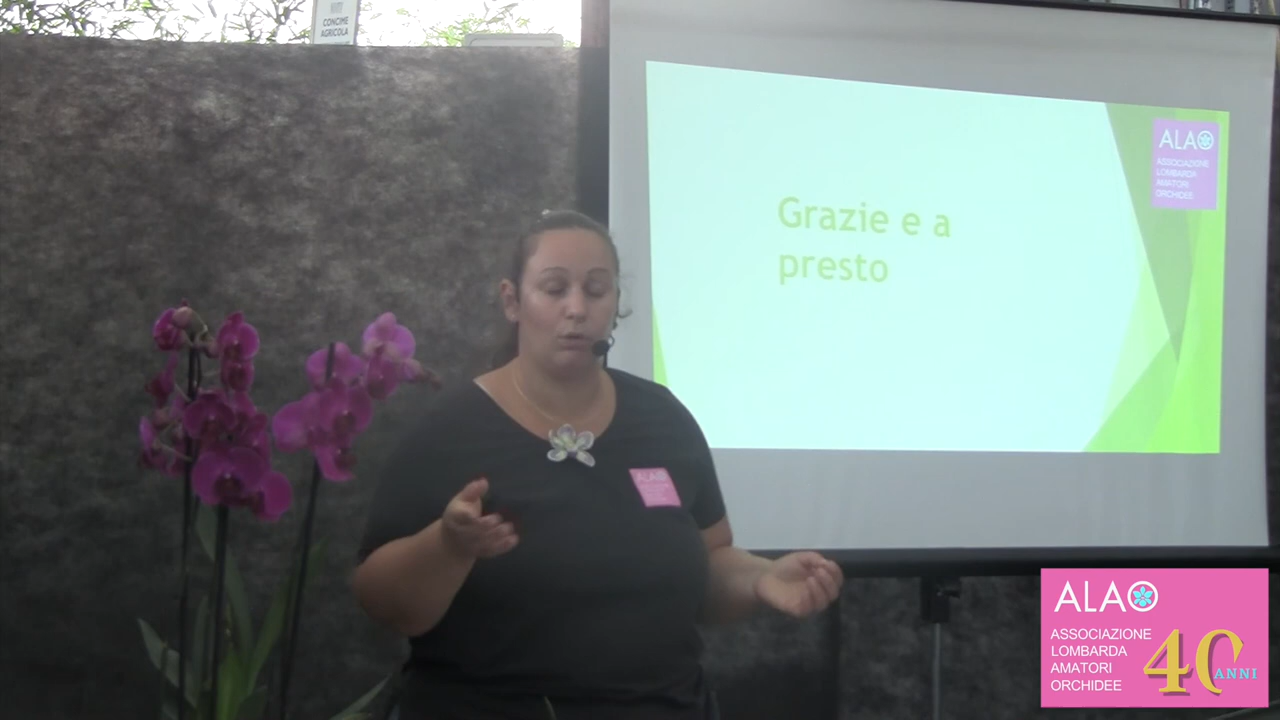 CONCIME
AGRICOLA
ALAO
ASSOCIAZIONE
LOMBARDA
AMATORI
ORCHIDEE
Grazie e a
presto
ALAO
ALAO
ASSOCIAZIONE
LOMBARDA
AMATORI
ORCHIDEE
40
ANNI